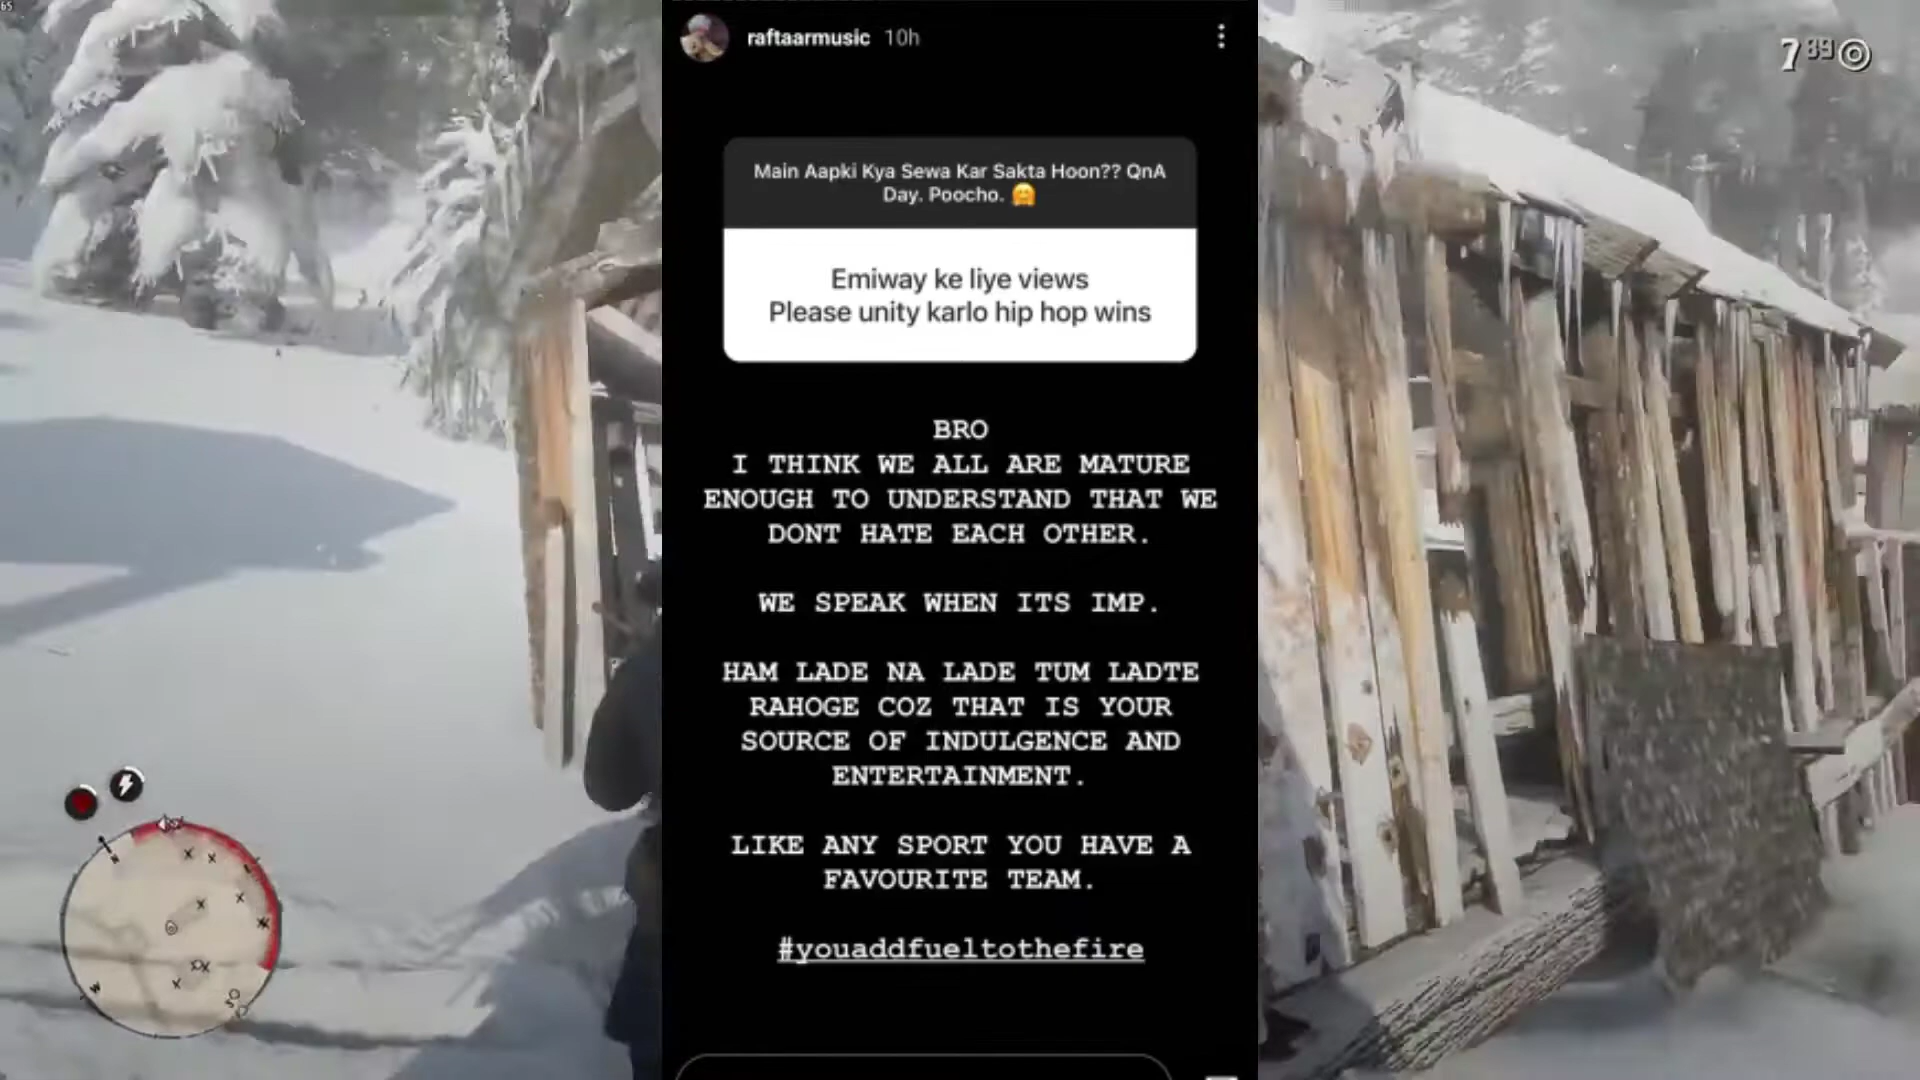 65
raftaarmusic 10h
7 89
Main Aapki Kya Sewa Kar Sakta Hoon?? QnA
Day. Poocho. 🤗
Emiway ke liye views
Please unity karlo hip hop wins
BRO
I THINK WE ALL ARE MATURE
ENOUGH TO UNDERSTAND THAT WE
DONT HATE EACH OTHER.
WE SPEAK WHEN ITS IMP.
HAM LADE NA LADE TUM LADTE
RAHOGE COZ THAT IS YOUR
SOURCE OF INDULGENCE AND
ENTERTAINMENT.
LIKE ANY SPORT YOU HAVE A
FAVOURITE TEAM.
#youaddfueltothefire
W
S